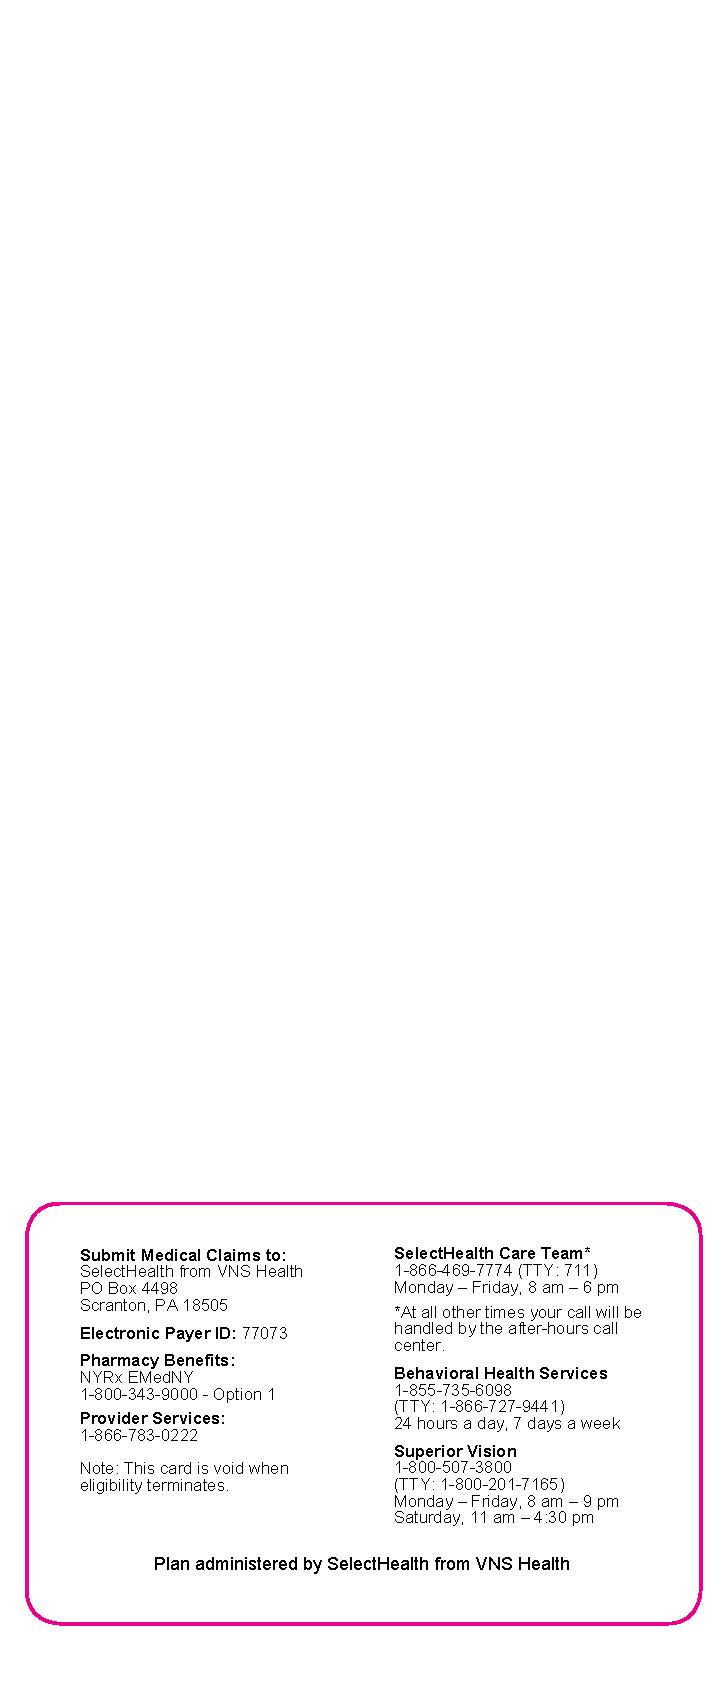 Submit Medical Claims to:
SelectHealth from VNS Health
PO Box 4498
Scranton, PA 18505
Electronic Payer ID: 77073
Pharmacy Benefits:
NYRx EMedNY
1-800-343-9000 - Option 1
Provider Services:
1-866-783-0222
Note: This card is void when
eligibility terminates.
SelectHealth Care Team*
1-866-469-7774 (TTY: 711)
Monday – Friday, 8 am – 6 pm
*At all other times your call will be
handled by the after-hours call
center.
Behavioral Health Services
1-855-735-6098
(TTY: 1-866-727-9441)
24 hours a day, 7 days a week
Superior Vision
1-800-507-3800
(TTY: 1-800-201-7165)
Monday – Friday, 8 am – 9 pm
Saturday, 11 am – 4:30 pm
Plan administered by SelectHealth from VNS Health